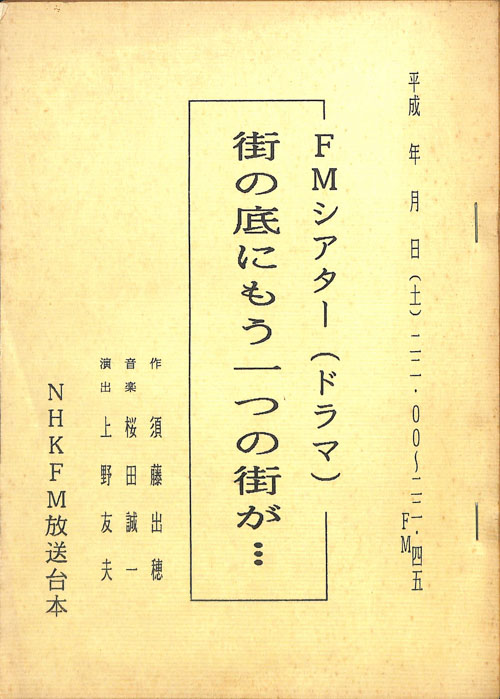 平成　年　月　日（土）二二・〇〇～二二・四五
FM
FMシアター（ドラマ）
街の底にもう一つの街が…
作　須藤出穂
音楽　桜田誠一
演出　上野友夫
NHKFM放送台本